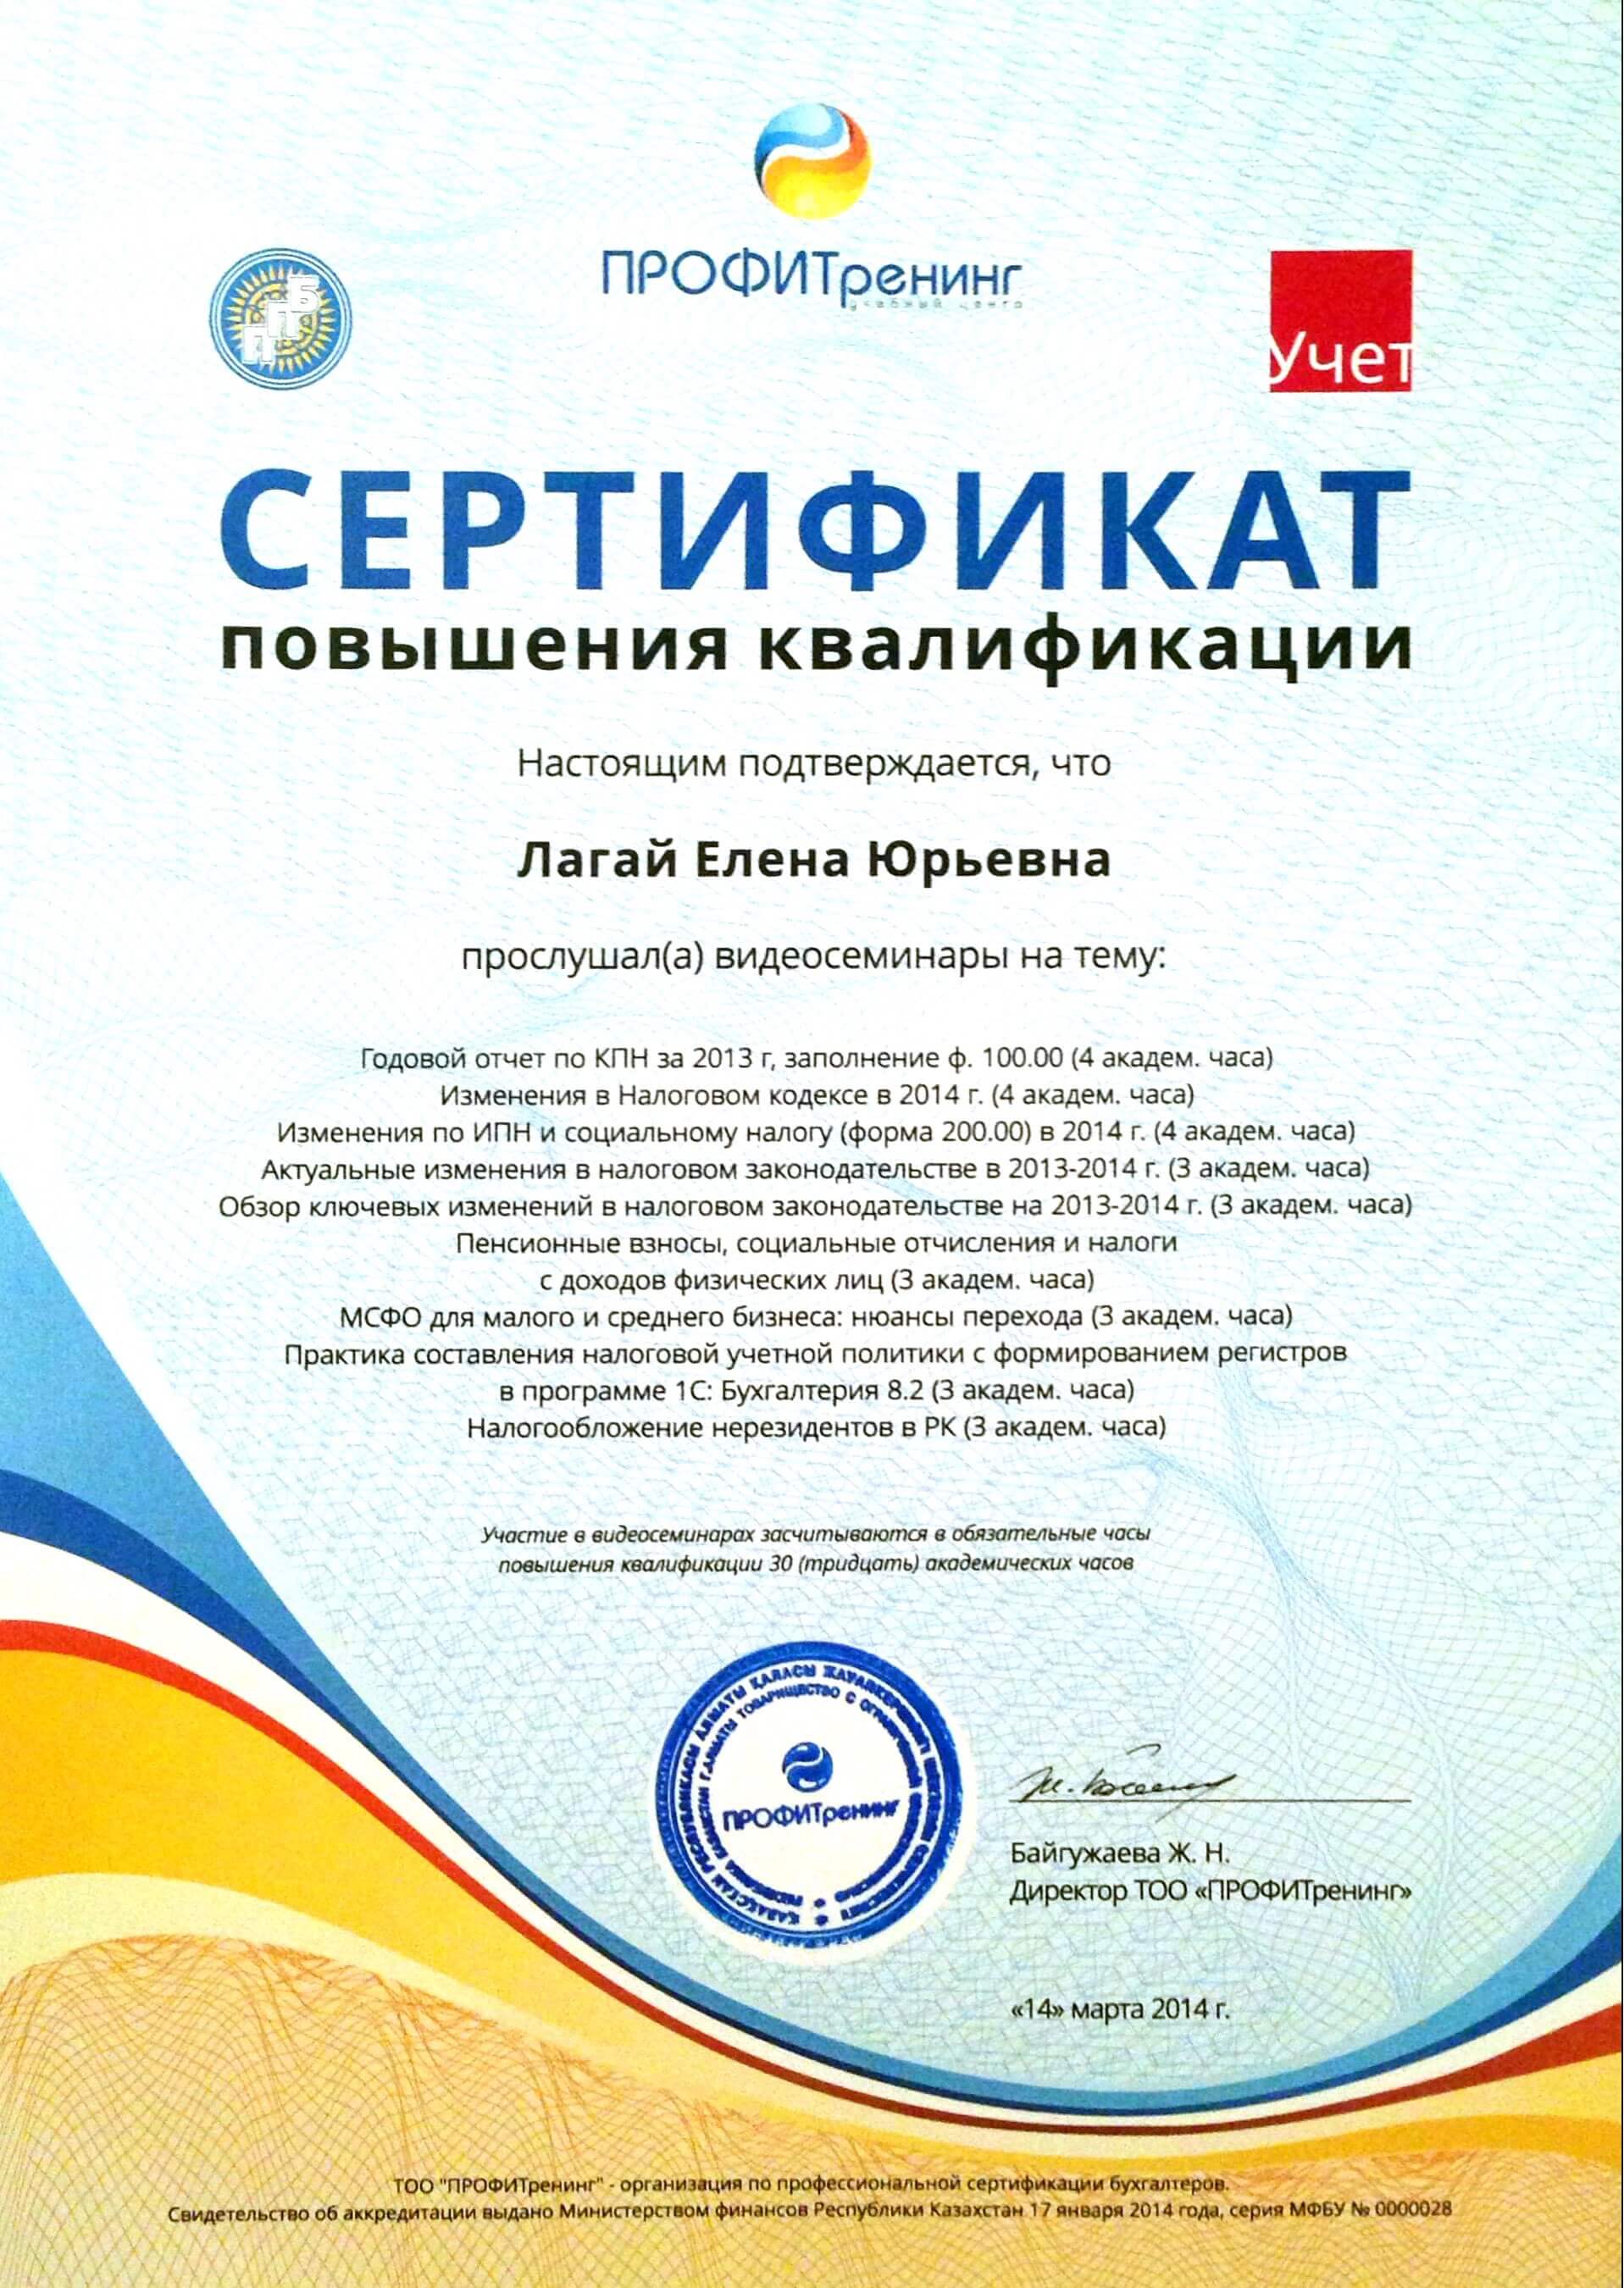 ПРОФИТренинг
учебный центр
ППБ
Учет
СЕРТИФИКАТ
повышения квалификации
Настоящим подтверждается, что
Лагай Елена Юрьевна
прослушал(а) видеосеминары на тему:
Годовой отчет по КПН за 2013 г, заполнение ф. 100.00 (4 академ. часа)
Изменения в Налоговом кодексе в 2014 г. (4 академ. часа)
Изменения по ИПН и социальному налогу (форма 200.00) в 2014 г. (4 академ. часа)
Актуальные изменения в налоговом законодательстве в 2013-2014 г. (3 академ. часа)
Обзор ключевых изменений в налоговом законодательстве на 2013-2014 г. (3 академ. часа)
Пенсионные взносы, социальные отчисления и налоги
с доходов физических лиц (3 академ. часа)
МСФО для малого и среднего бизнеса: нюансы перехода (3 академ. часа)
Практика составления налоговой учетной политики с формированием регистров
в программе 1С: Бухгалтерия 8.2 (3 академ. часа)
Налогообложение нерезидентов в РК (3 академ. часа)
Участие в видеосеминарах засчитываются в обязательные часы
повышения квалификации 30 (тридцать) академических часов
ҚАЗАҚСТАН РЕСПУБЛИКАСЫ АЛМАТЫ ҚАЛАСЫ
КАЗАХСТАН Г.АЛМАТЫ ТОВАРИЩЕСТВО С
ПРОФИТренинг
Байгужаева Ж. Н.
Директор ТОО «ПРОФИТренинг»
«14» марта 2014 г.
ТОО "ПРОФИТренинг" - организация по профессиональной сертификации бухгалтеров.
Свидетельство об аккредитации выдано Министерством финансов Республики Казахстан 17 января 2014 года, серия МФБУ № 0000028